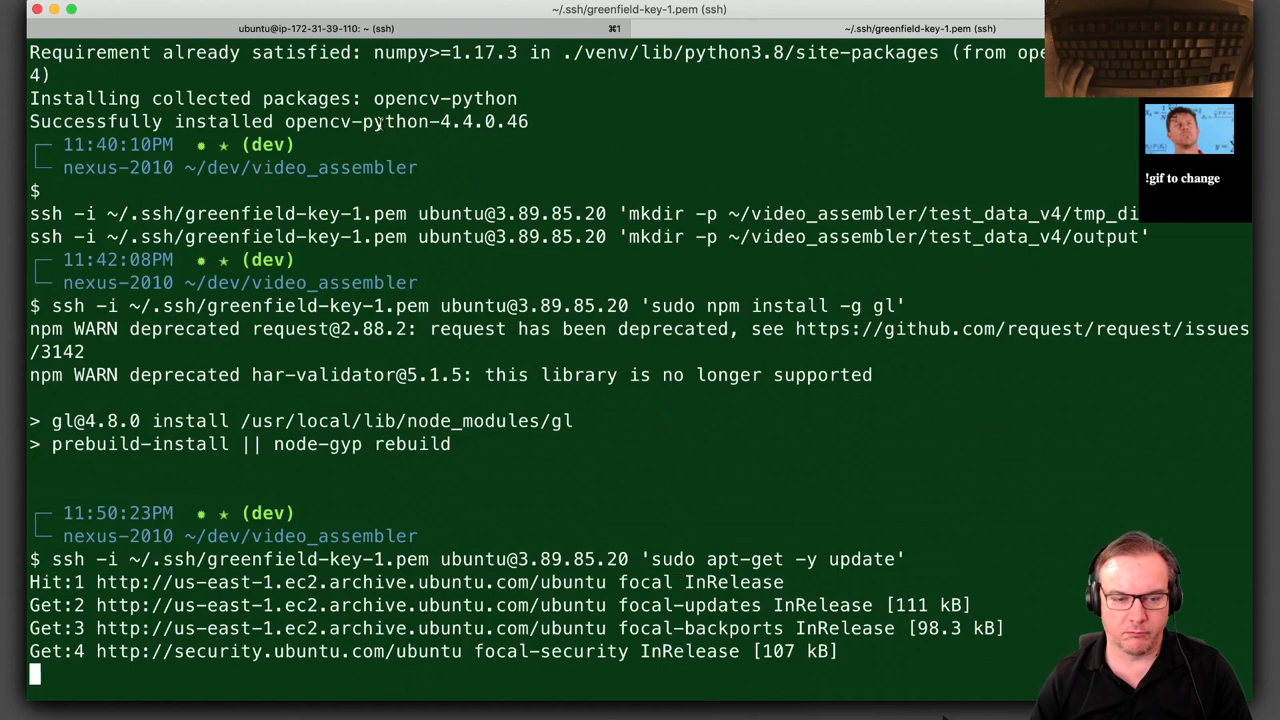 ~/.ssh/greenfield-key-1.pem (ssh)
ubuntu@ip-172-31-39-110: ~ (ssh) ⌘1 ~/.ssh/greenfield-key-1.pem (ssh)
Requirement already satisfied: numpy>=1.17.3 in ./venv/lib/python3.8/site-packages (from
4)
Installing collected packages: opencv-python
Successfully installed opencv-python-4.4.0.46
11:40:10PM ★ (dev)
nexus-2010 ~/dev/video_assembler
$
ssh -i ~/.ssh/greenfield-key-1.pem ubuntu@3.89.85.20 'mkdir -p ~/video_assembler/test_data_v4/tmp_di
ssh -i ~/.ssh/greenfield-key-1.pem ubuntu@3.89.85.20 'mkdir -p ~/video_assembler/test_data_v4/output'
11:42:08PM ★ (dev)
nexus-2010 ~/dev/video_assembler
$ ssh -i ~/.ssh/greenfield-key-1.pem ubuntu@3.89.85.20 'sudo npm install -g gl'
npm WARN deprecated request@2.88.2: request has been deprecated, see https://github.com/request/request/issues
/3142
npm WARN deprecated har-validator@5.1.5: this library is no longer supported
> gl@4.8.0 install /usr/local/lib/node_modules/gl
> prebuild-install || node-gyp rebuild
11:50:23PM ★ (dev)
nexus-2010 ~/dev/video_assembler
$ ssh -i ~/.ssh/greenfield-key-1.pem ubuntu@3.89.85.20 'sudo apt-get -y update'
Hit:1 http://us-east-1.ec2.archive.ubuntu.com/ubuntu focal InRelease
Get:2 http://us-east-1.ec2.archive.ubuntu.com/ubuntu focal-updates InRelease [111 kB]
Get:3 http://us-east-1.ec2.archive.ubuntu.com/ubuntu focal-backports InRelease [98.3 kB]
Get:4 http://security.ubuntu.com/ubuntu focal-security InRelease [107 kB]
!gif to change